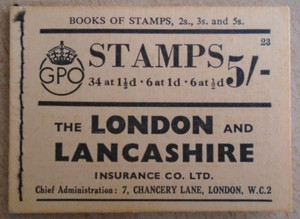 BOOKS OF STAMPS, 2s., 3s. and 5s.
23
GPO
STAMPS 5/-
34 at 1½d · 6 at 1d · 6 at ½d
THE LONDON AND
LANCASHIRE
INSURANCE CO. LTD.
Chief Administration: 7, CHANCERY LANE, LONDON, W.C.2